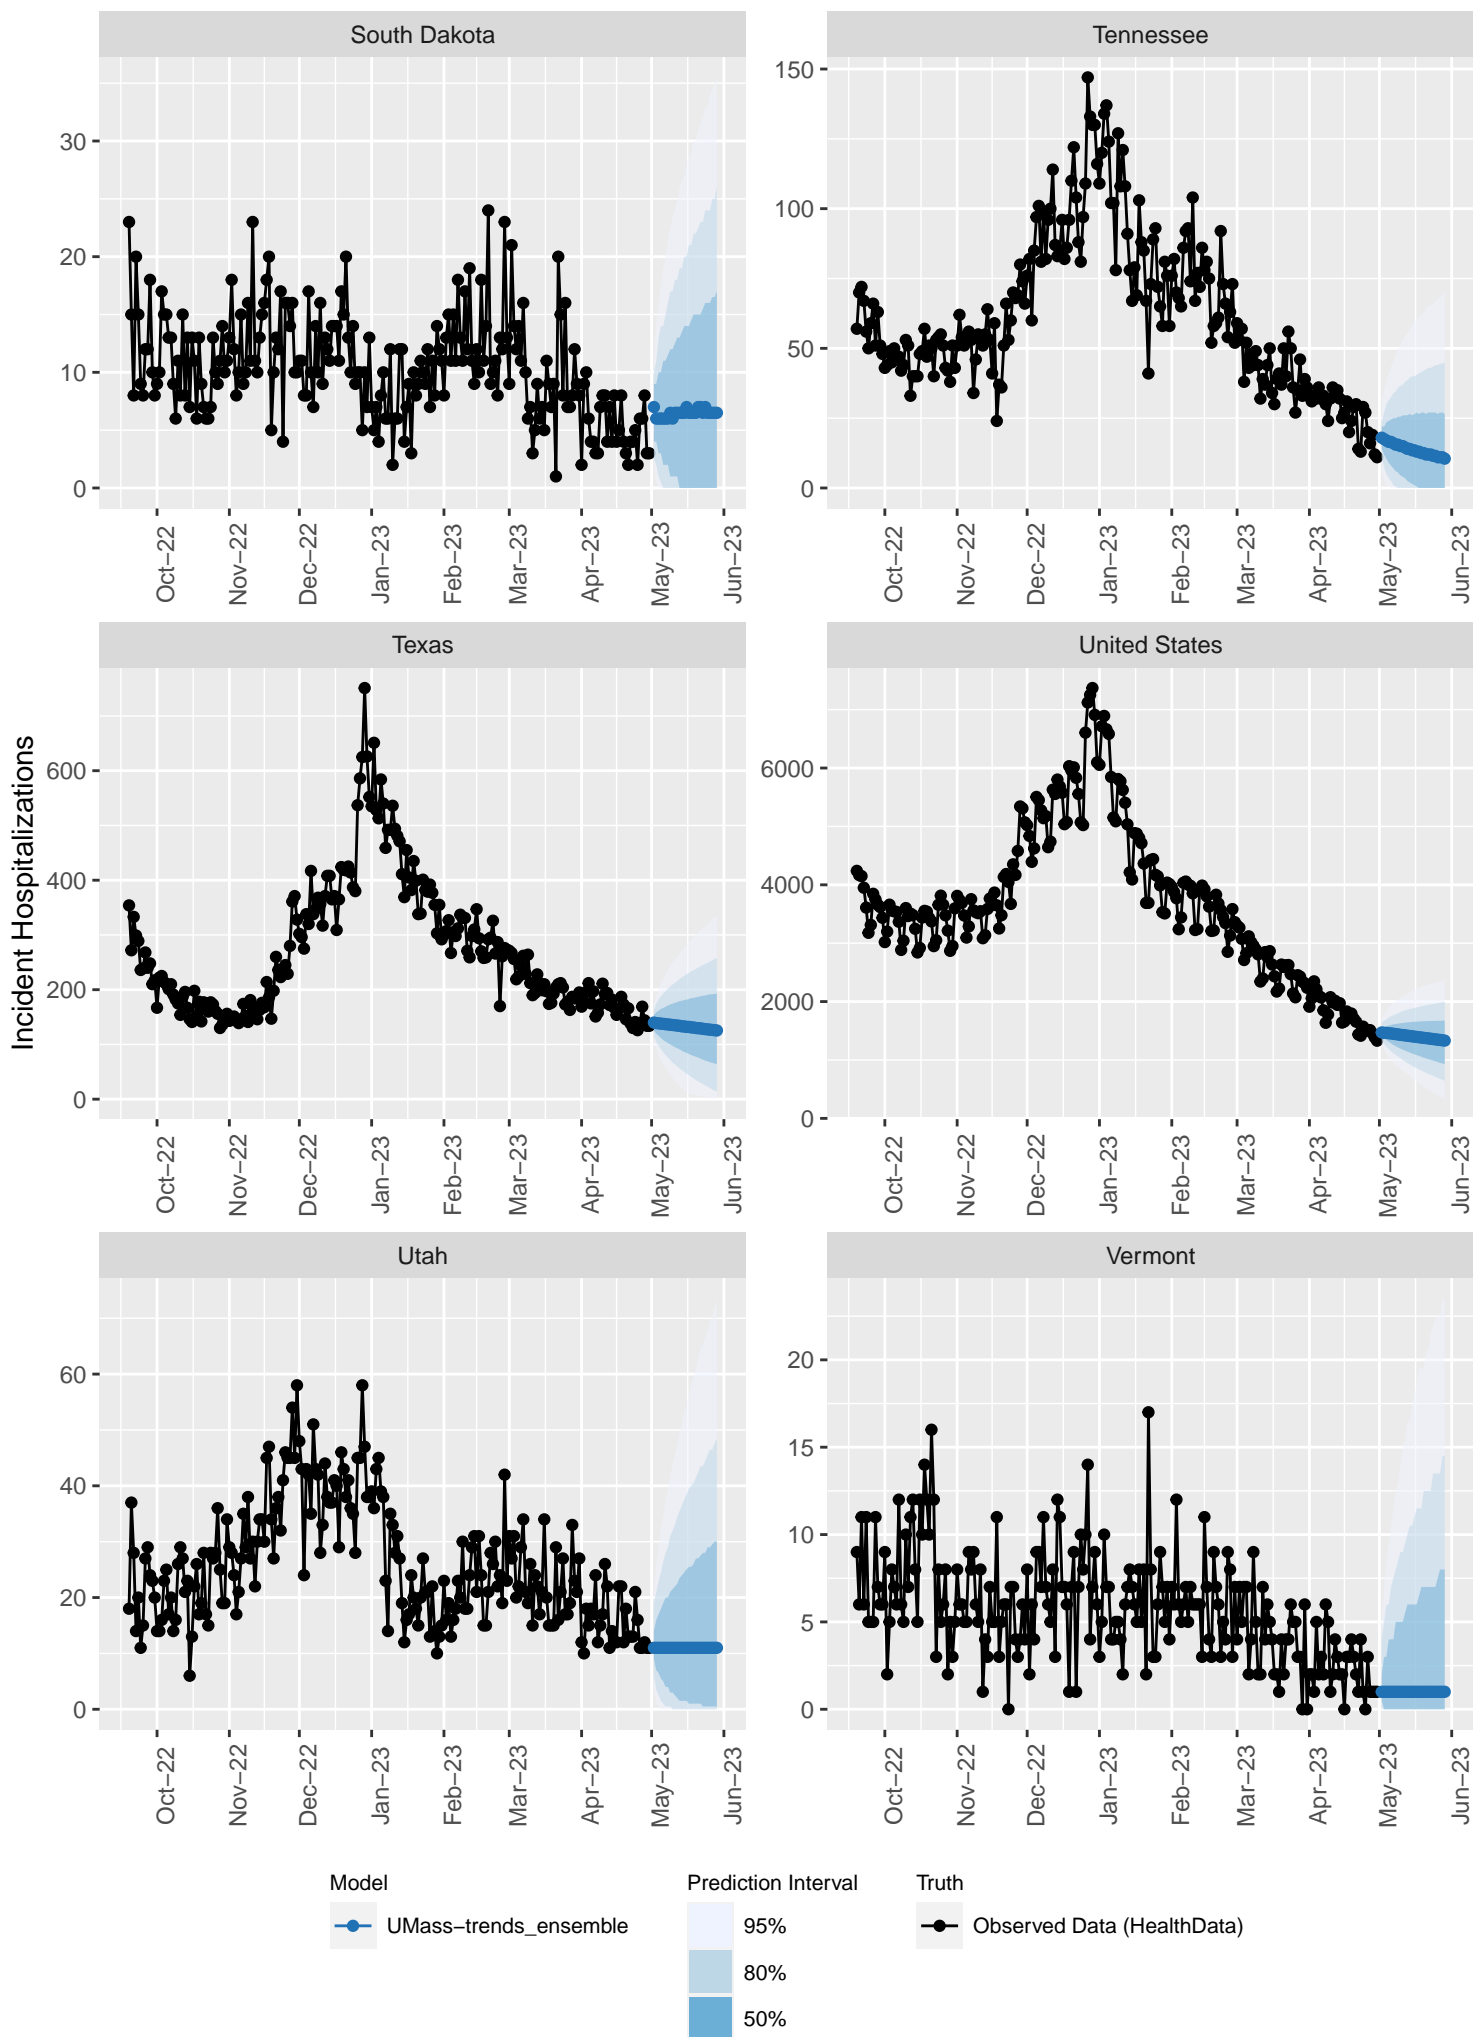 South Dakota
Tennessee
30
20
10
0
150
100
50
0
Oct−22
Nov−22
Dec−22
Jan−23
Feb−23
Mar−23
Apr−23
May−23
Jun−23
Oct−22
Nov−22
Dec−22
Jan−23
Feb−23
Mar−23
Apr−23
May−23
Jun−23
Incident Hospitalizations
Texas
United States
600
400
200
0
6000
4000
2000
0
Oct−22
Nov−22
Dec−22
Jan−23
Feb−23
Mar−23
Apr−23
May−23
Jun−23
Oct−22
Nov−22
Dec−22
Jan−23
Feb−23
Mar−23
Apr−23
May−23
Jun−23
Utah
Vermont
60
40
20
0
20
15
10
5
0
Oct−22
Nov−22
Dec−22
Jan−23
Feb−23
Mar−23
Apr−23
May−23
Jun−23
Oct−22
Nov−22
Dec−22
Jan−23
Feb−23
Mar−23
Apr−23
May−23
Jun−23
Model
UMass−trends_ensemble
Prediction Interval
95%
80%
50%
Truth
Observed Data (HealthData)